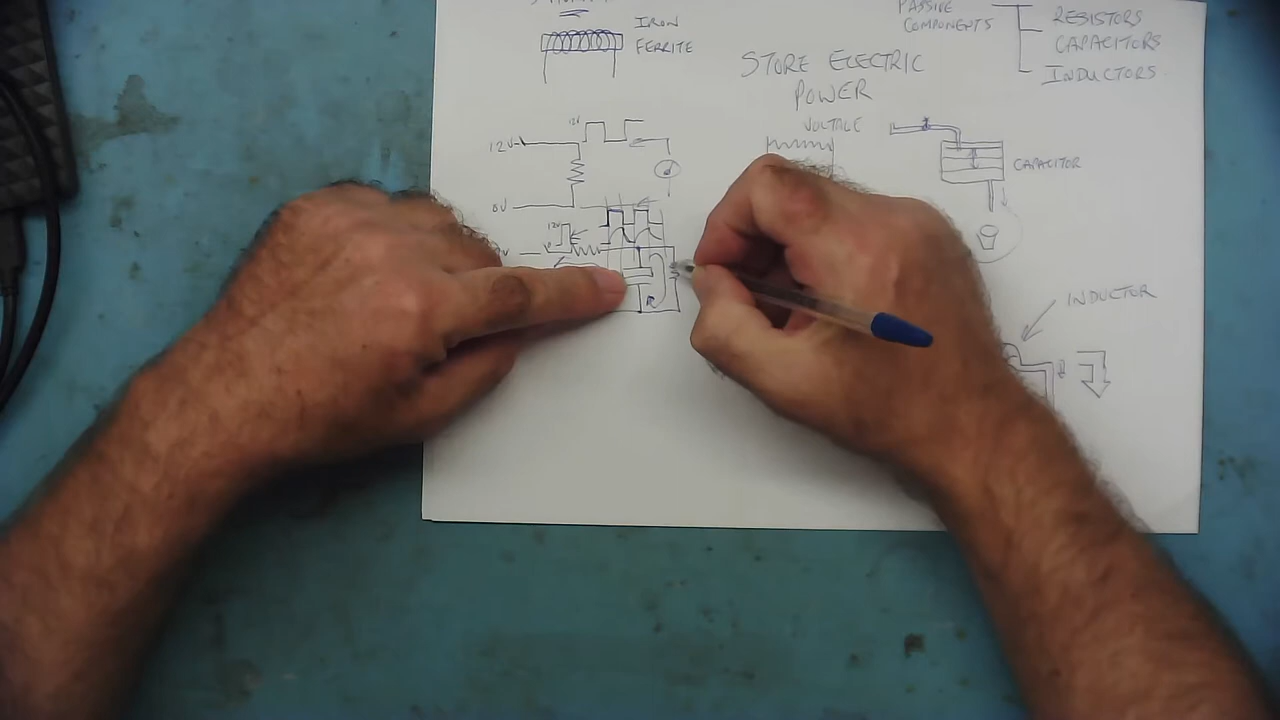 IRON
FERRITE
PASSIVE
COMPONENTS
RESISTORS
CAPACITORS
INDUCTORS
STORE ELECTRIC
POWER
VOLTAGE
CAPACITOR
12V
12V
0V
12V
R
INDUCTOR